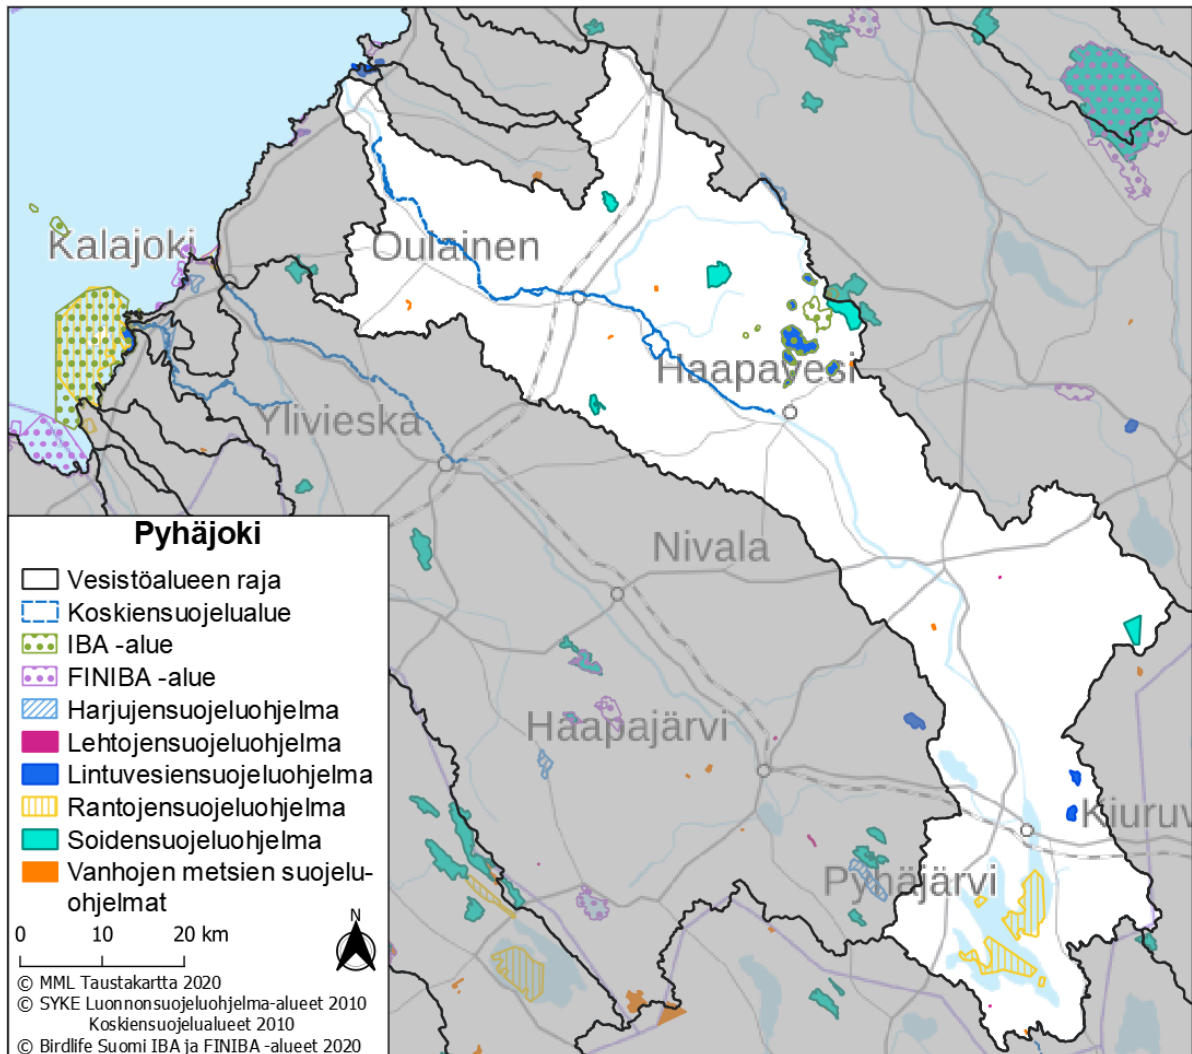 Kalajoki
Oulainen
Haapavesi
Ylivieska
Nivala
Haapajärvi
Kiuruv
Pyhäjärvi
Pyhäjoki
Vesistöalueen raja
Koskiensuojelualue
IBA -alue
FINIBA -alue
Harjujensuojeluohjelma
Lehtojensuojeluohjelma
Lintuvesiensuojeluohjelma
Rantojensuojeluohjelma
Soidensuojeluohjelma
Vanhojen metsien suojelu-
ohjelmat
N
0 10 20 km
© MML Taustakartta 2020
© SYKE Luonnonsuojeluohjelma-alueet 2010
Koskiensuojelualueet 2010
© Birdlife Suomi IBA ja FINIBA -alueet 2020